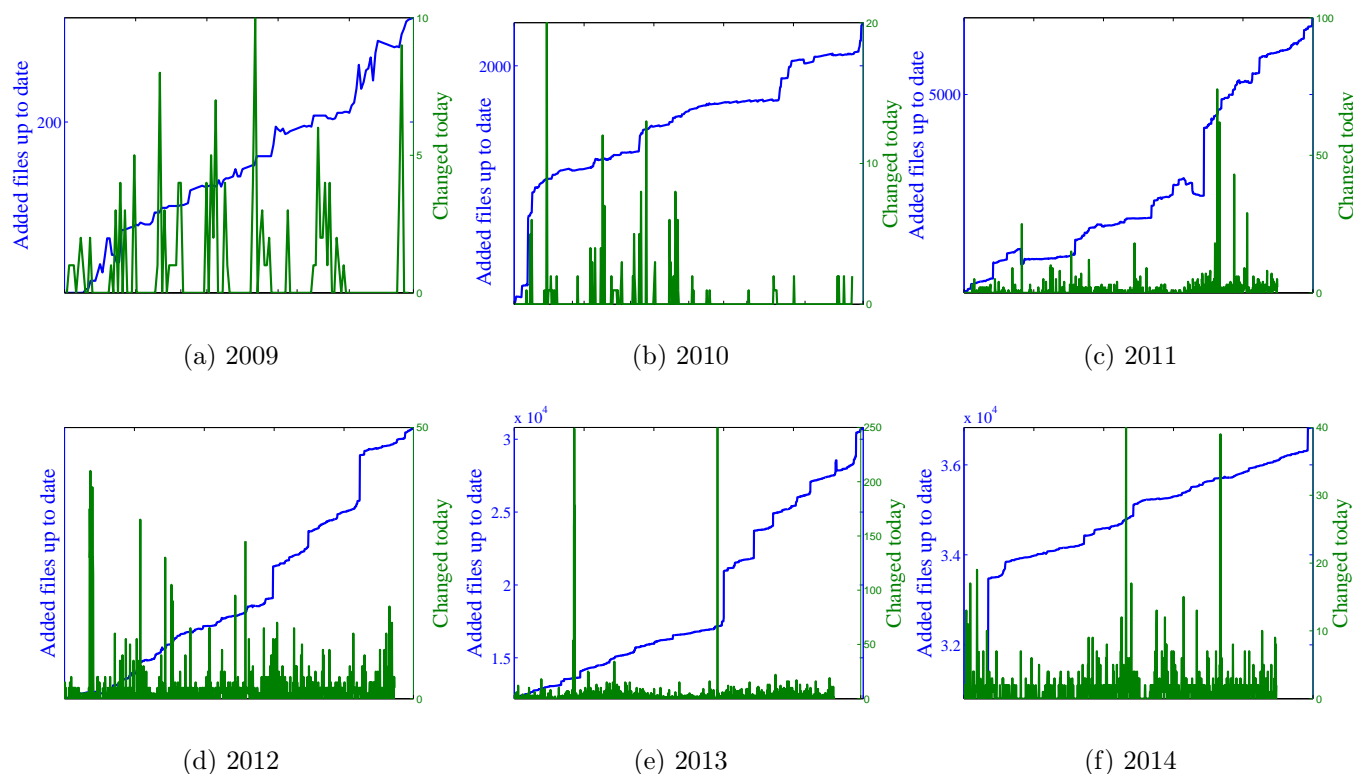 10
20
100
2000
5000
200
5
10
50
Added files up to date
Changed today
Added files up to date
Changed today
Added files up to date
Changed today
0
0
0
(a) 2009
(b) 2010
(c) 2011
x 10⁴
x 10⁴
50
3
250
3.6
40
200
2.5
30
150
3.4
Added files up to date
Changed today
Added files up to date
Changed today
Added files up to date
Changed today
2
100
20
1.5
50
3.2
10
0
0
0
(d) 2012
(e) 2013
(f) 2014